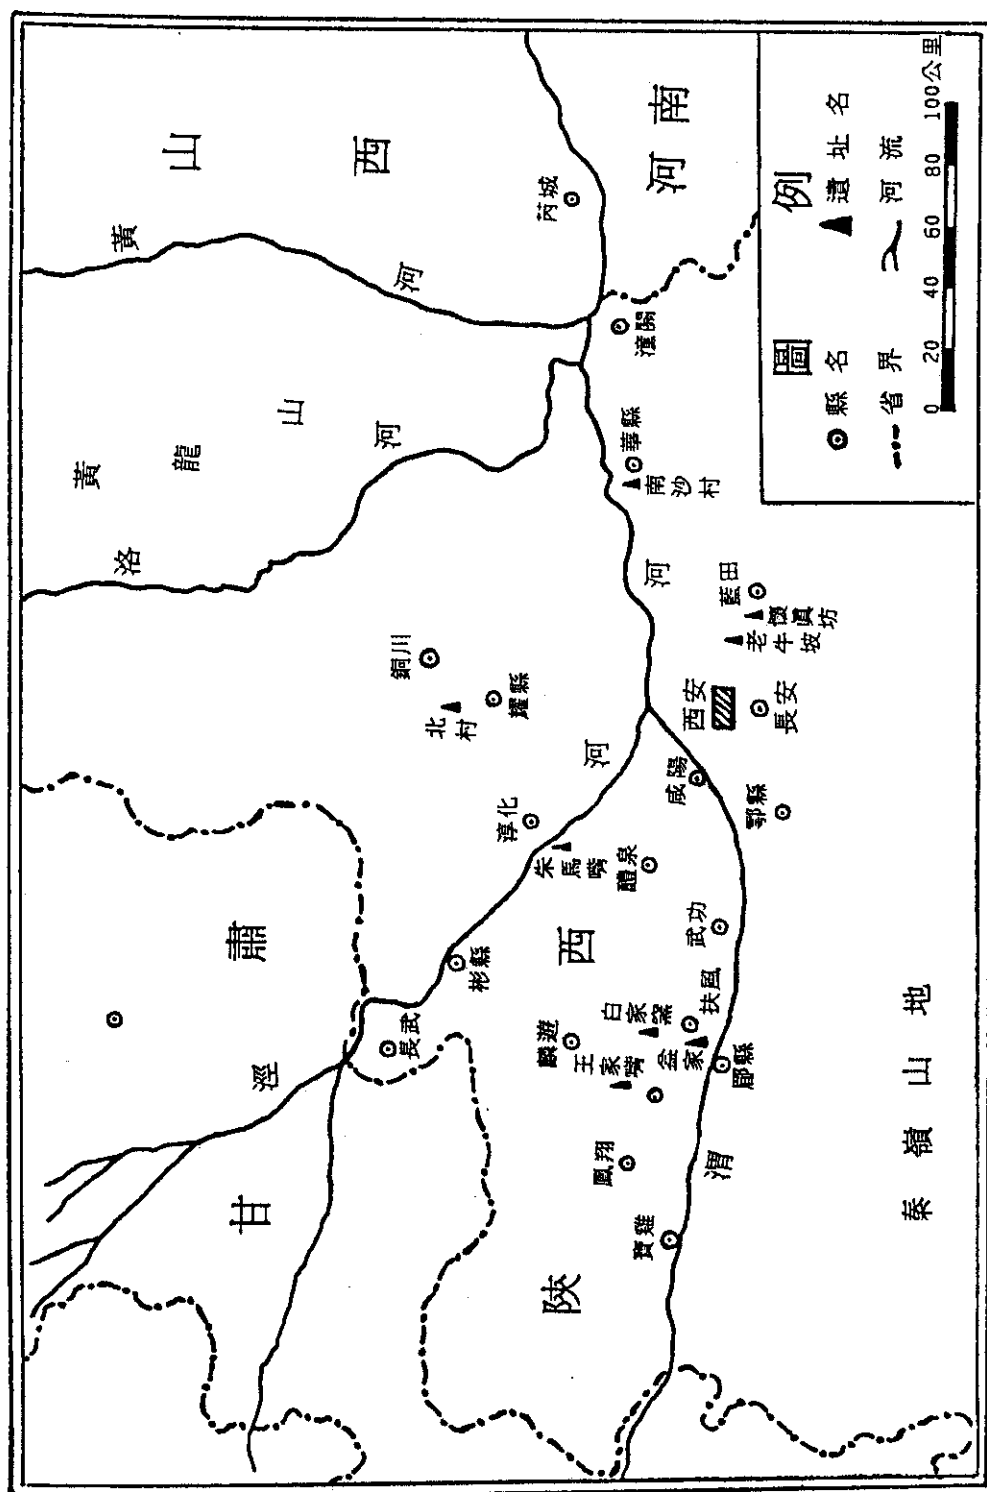 山西
河南
黃河
芮城
潼關
黃龍山
洛河
華縣
南沙村
藍田
懷眞坊
老牛坡
渭河
銅川
北村
耀縣
西安
長安
咸陽
鄠縣
涇河
淳化
朱馬嘴
醴泉
武功
甘肅
彬縣
長武
陝西
麟遊
白家窯
王家嘴
扶風
郿縣
鳳翔
寶雞
秦嶺山地
圖例
縣名
遺址名
省界
河流
0 20 40 60 80 100公里